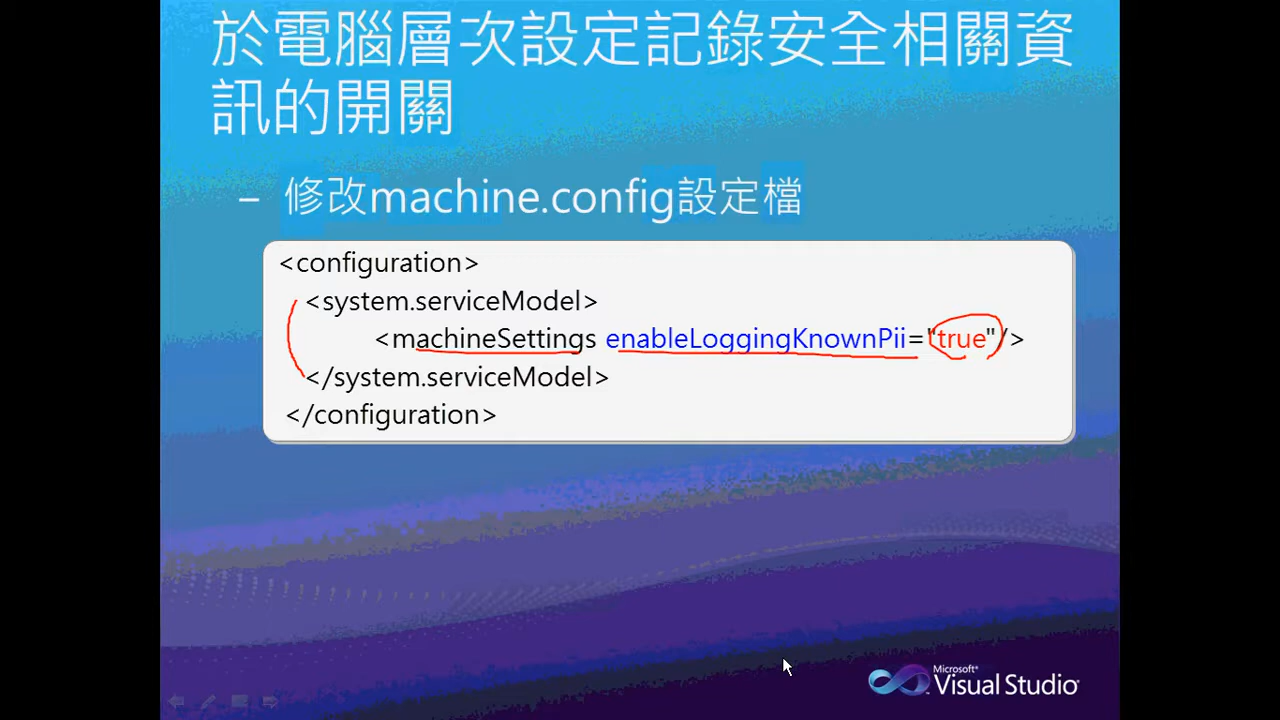 於電腦層次設定記錄安全相關資
訊的開關
– 修改machine.config設定檔
<configuration>
<system.serviceModel>
<machineSettings enableLoggingKnownPii="true"/>
</system.serviceModel>
</configuration>
Microsoft®
Visual Studio®